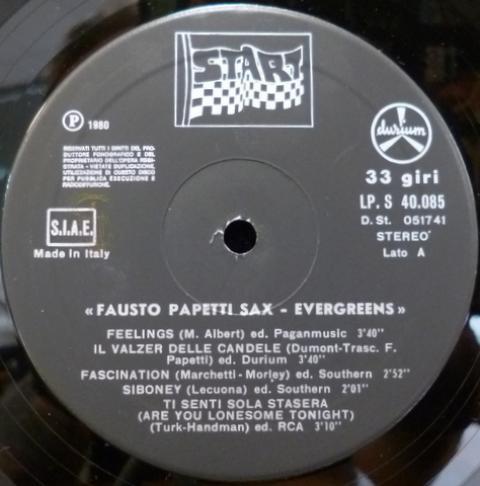 START
Ⓟ 1980
RISERVATI TUTTI I DIRITTI DEL PRO-
DUTTORE FONOGRAFICO E DEL
PROPRIETARIO DELL'OPERA REGI-
STRATA - VIETATE DUPLICAZIONE,
UTILIZZAZIONE DI QUESTO DISCO
PER PUBBLICA ESECUZIONE E
RADIODIFFUSIONE.
durium
33 giri
LP. S 40.085
D. St. 051741
STEREO
Lato A
S.I.A.E.
Made in Italy
«FAUSTO PAPETTI SAX - EVERGREENS»
FEELINGS (M. Albert) ed. Paganmusic 3'40''
IL VALZER DELLE CANDELE (Dumont-Trasc. F.
Papetti) ed. Durium 3'40''
FASCINATION (Marchetti - Morley) ed. Southern 2'52''
SIBONEY (Lecuona) ed. Southern 2'01''
TI SENTI SOLA STASERA
(ARE YOU LONESOME TONIGHT)
(Turk-Handman) ed. RCA 3'10''